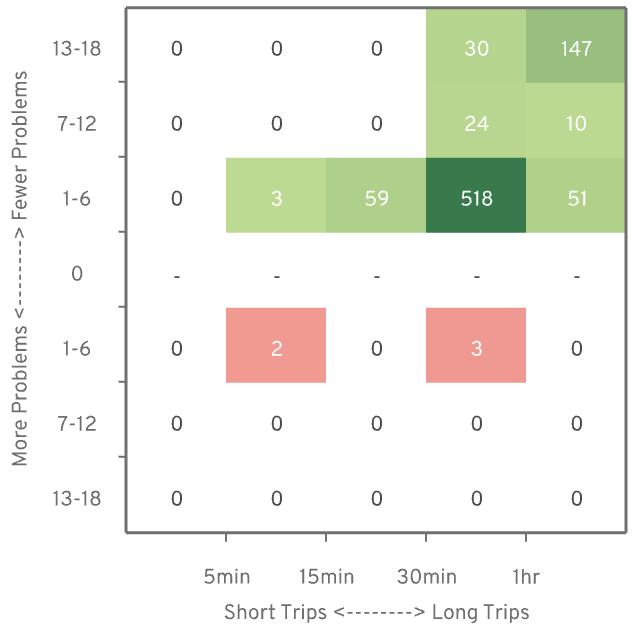 More Problems <--------> Fewer Problems
13-18 0 0 0 30 147
7-12 0 0 0 24 10
1-6 0 3 59 518 51
0 - - - - -
1-6 0 2 0 3 0
7-12 0 0 0 0 0
13-18 0 0 0 0 0
5min 15min 30min 1hr
Short Trips <--------> Long Trips